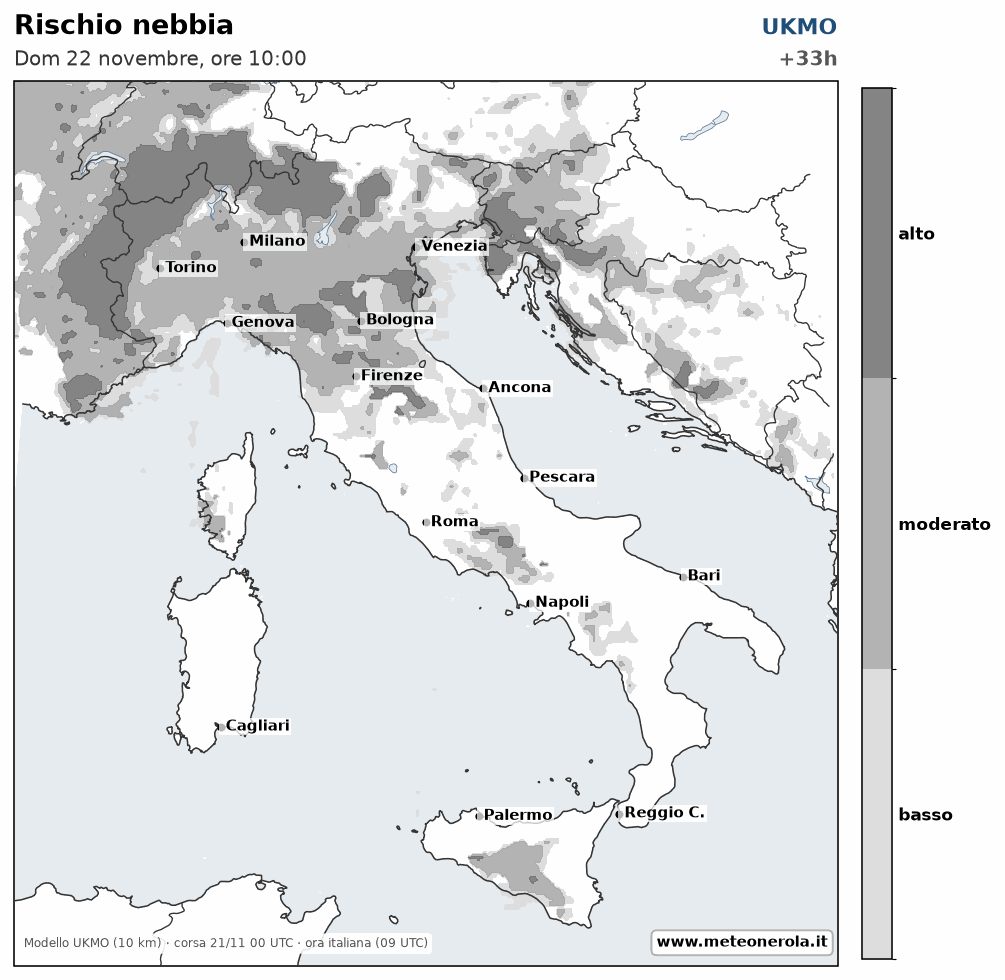 Rischio nebbia
UKMO
Dom 22 novembre, ore 10:00
+33h
alto
moderato
basso
Milano
Venezia
Torino
Genova
Bologna
Firenze
Ancona
Pescara
Roma
Bari
Napoli
Cagliari
Palermo
Reggio C.
Modello UKMO (10 km) · corsa 21/11 00 UTC · ora italiana (09 UTC)
www.meteonerola.it